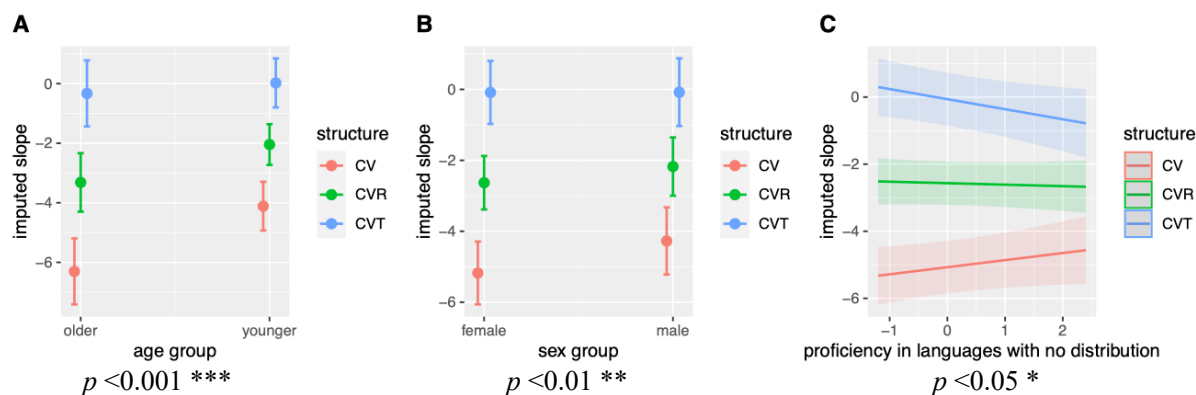 A
imputed slope
0
−2
−4
−6
older
younger
age group
structure
CV
CVR
CVT
p <0.001 ***
B
imputed slope
0
−2
−4
−6
female
male
sex group
structure
CV
CVR
CVT
p <0.01 **
C
imputed slope
0
−2
−4
−6
−1
0
1
2
proficiency in languages with no distribution
structure
CV
CVR
CVT
p <0.05 *